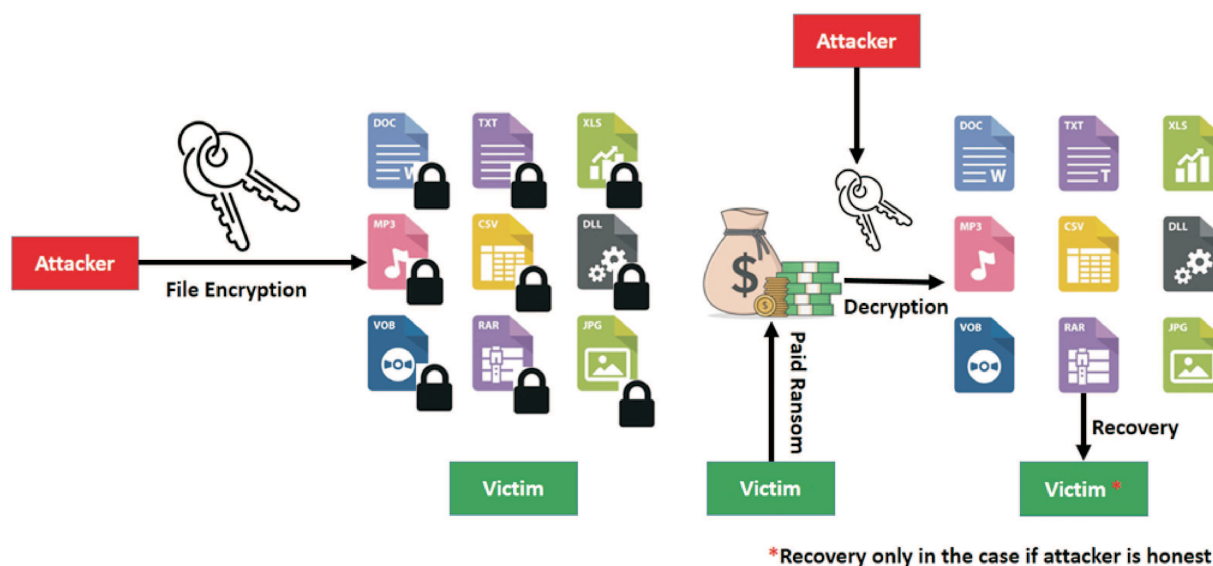 Attacker
DOC
TXT
XLS
W
Attacker
File Encryption
MP3
CSV
DLL
VOB
RAR
JPG
Victim
Attacker
DOC
TXT
XLS
W
T
$
$
MP3
CSV
DLL
Decryption
VOB
RAR
JPG
Paid Ransom
Recovery
Victim
Victim *
*Recovery only in the case if attacker is honest